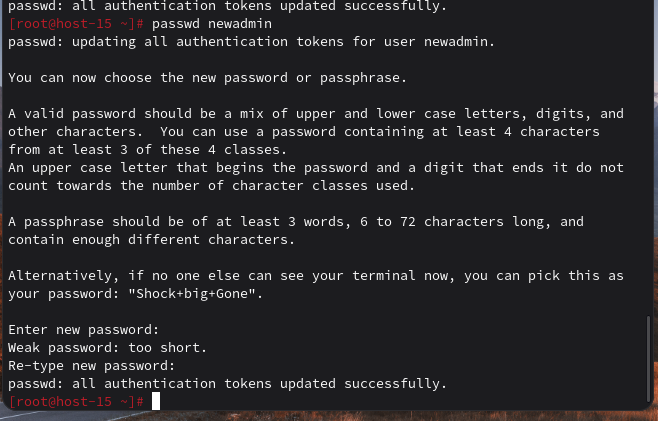 passwd: all authentication tokens updated successfully.
[root@host-15 ~]# passwd newadmin
passwd: updating all authentication tokens for user newadmin.
You can now choose the new password or passphrase.
A valid password should be a mix of upper and lower case letters, digits, and
other characters.  You can use a password containing at least 4 characters
from at least 3 of these 4 classes.
An upper case letter that begins the password and a digit that ends it do not
count towards the number of character classes used.
A passphrase should be of at least 3 words, 6 to 72 characters long, and
contain enough different characters.
Alternatively, if no one else can see your terminal now, you can pick this as
your password: "Shock+big+Gone".
Enter new password:
Weak password: too short.
Re-type new password:
passwd: all authentication tokens updated successfully.
[root@host-15 ~]#